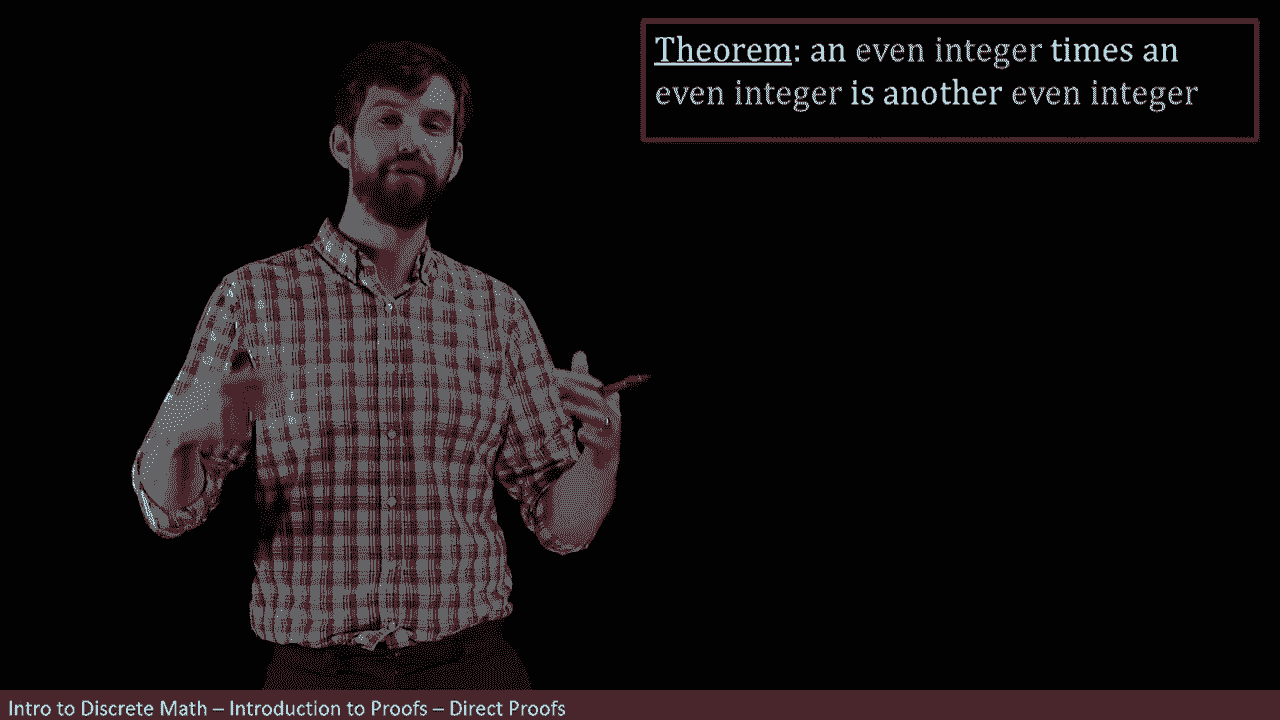 Theorem: an even integer times an
even integer is another even integer
Intro to Discrete Math – Introduction to Proofs – Direct Proofs